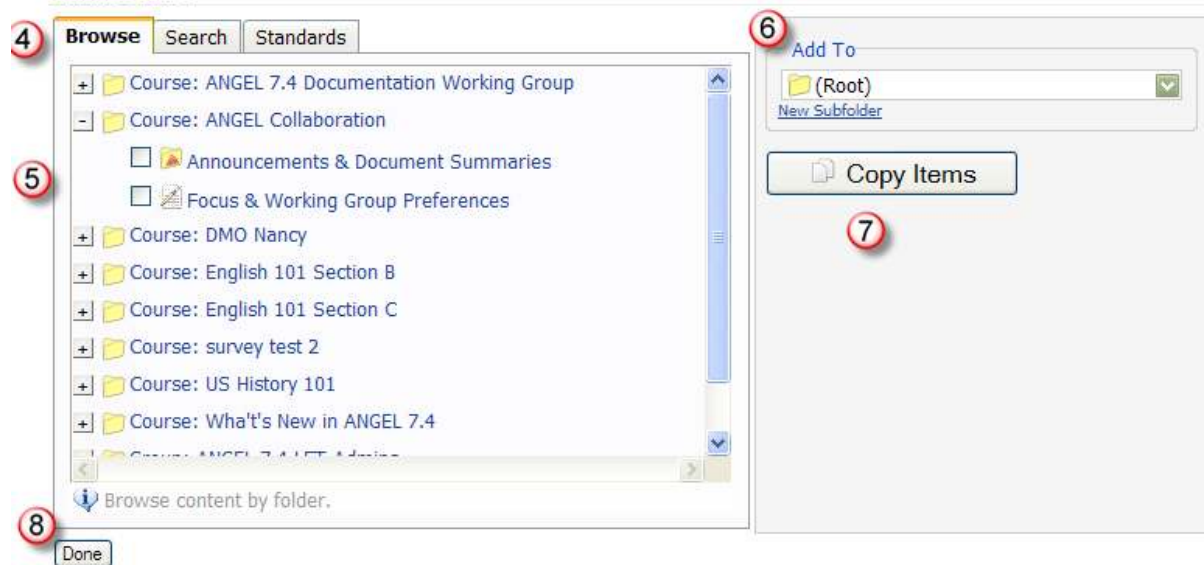 4
Browse
Search
Standards
Course: ANGEL 7.4 Documentation Working Group
Course: ANGEL Collaboration
5
Announcements & Document Summaries
Focus & Working Group Preferences
Course: DMO Nancy
Course: English 101 Section B
Course: English 101 Section C
Course: survey test 2
Course: US History 101
Course: Wha't's New in ANGEL 7.4
Browse content by folder.
8
Done
6
Add To
(Root)
New Subfolder
Copy Items
7